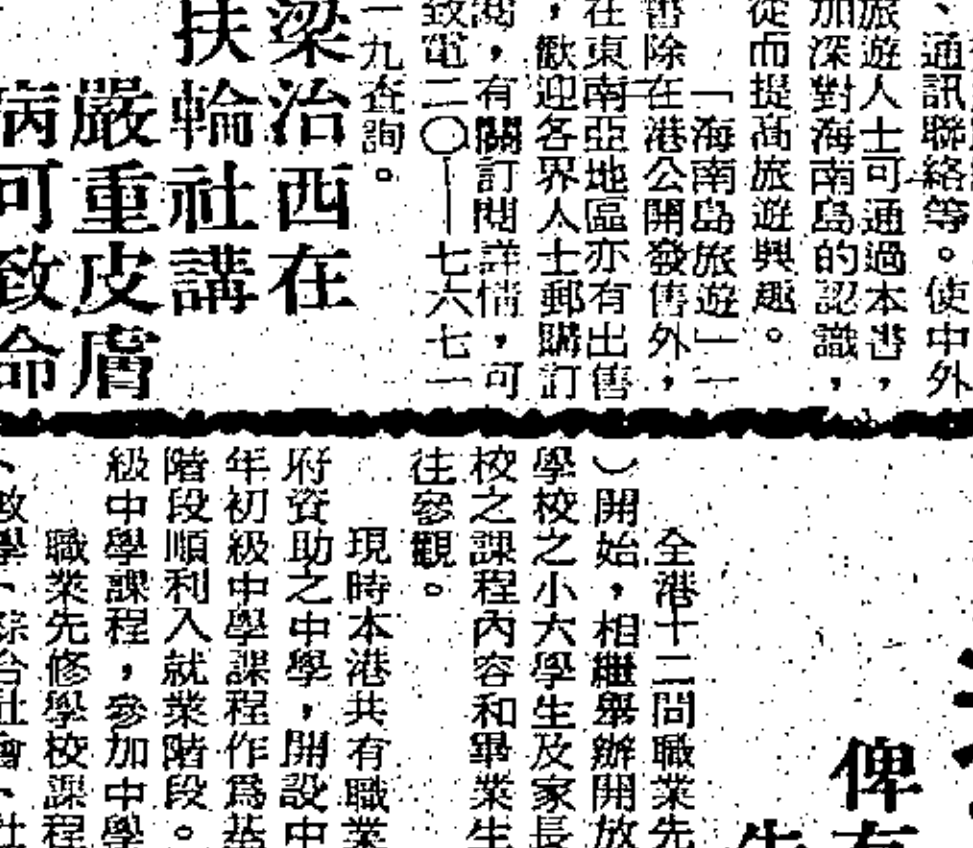 、通訊聯絡等。使中外
旅遊人士可通過本書，
加深對海南島的認識，
從而提高旅遊興趣。
「海南島旅遊」一
書除在港公開發售外，
在東南亞地區亦有出售
，歡迎各界人士郵購訂
閱，有關訂閱詳情，可
致電二〇—七六七一
一九查詢。
梁治西在
扶輪社講
嚴重皮膚
病可致命
俾有
全港十二間職業先
）開始，相繼舉辦開放
學校之小大學生及家長
校之課程內容和畢業生
往參觀。
現時本港共有職業
府資助之中學，開設中
年初級中學課程作爲基
階段順利入就業階段。
級中學課程，參加中學
職業先修學校課程